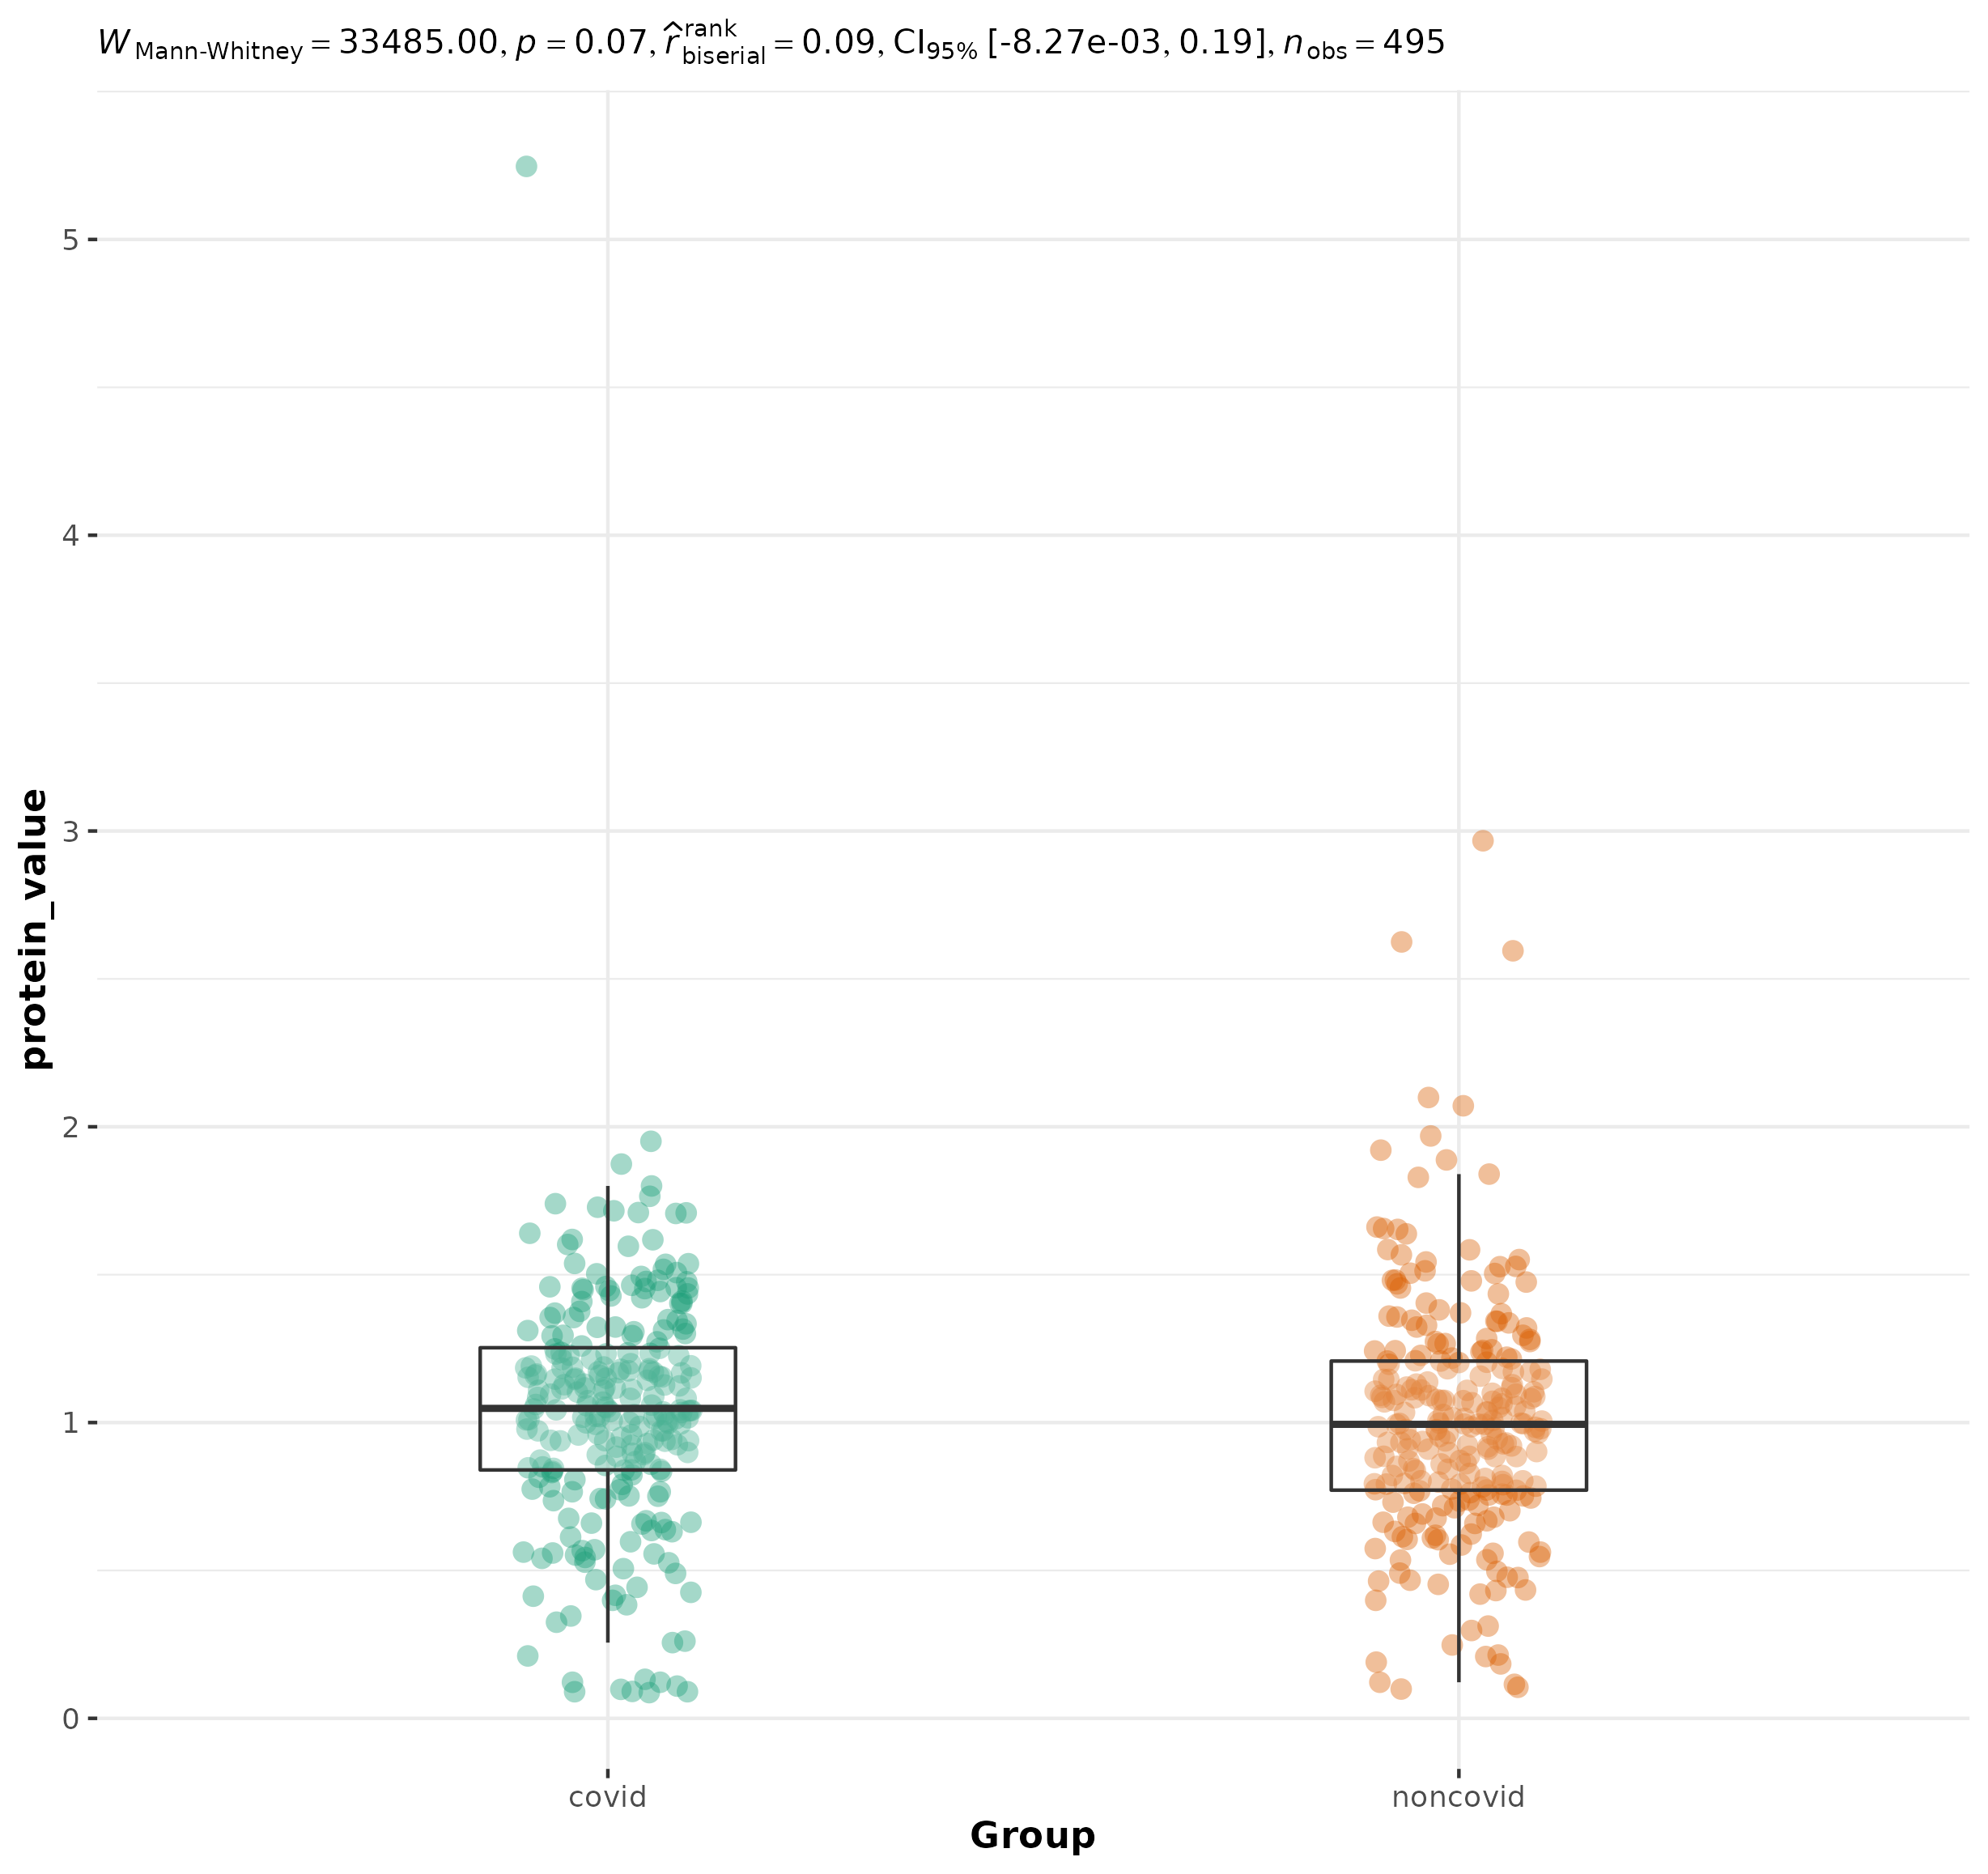 W Mann-Whitney = 33485.00, p = 0.07, r̂ rank biserial = 0.09, CI95% [-8.27e-03, 0.19], nobs = 495
5
4
3
2
1
0
protein_value
covid noncovid
Group